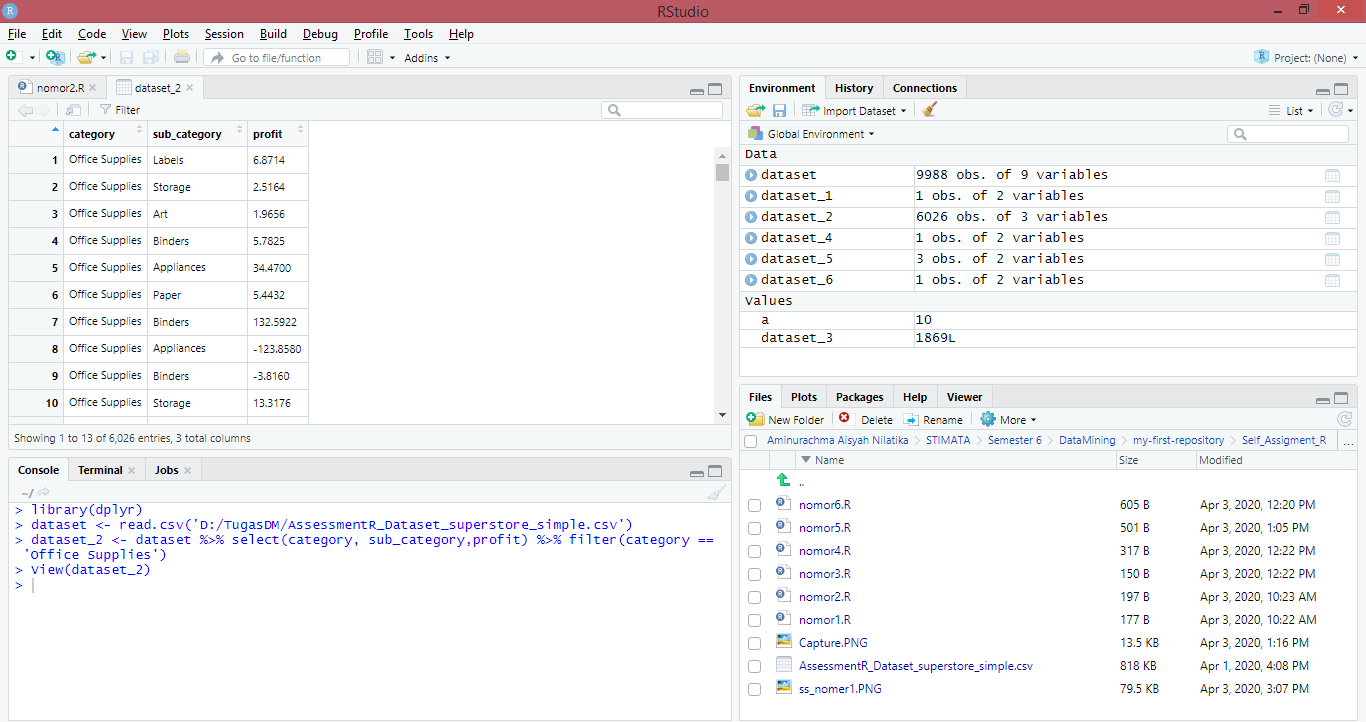 RStudio
File Edit Code View Plots Session Build Debug Profile Tools Help
Go to file/function Addins Project: (None)
nomor2.R dataset_2
Filter
category sub_category profit
1 Office Supplies Labels 6.8714
2 Office Supplies Storage 2.5164
3 Office Supplies Art 1.9656
4 Office Supplies Binders 5.7825
5 Office Supplies Appliances 34.4700
6 Office Supplies Paper 5.4432
7 Office Supplies Binders 132.5922
8 Office Supplies Appliances -123.8580
9 Office Supplies Binders -3.8160
10 Office Supplies Storage 13.3176
Showing 1 to 13 of 6,026 entries, 3 total columns
Console Terminal Jobs
~/
> library(dplyr)
> dataset <- read.csv('D:/TugasDM/AssessmentR_Dataset_superstore_simple.csv')
> dataset_2 <- dataset %>% select(category, sub_category,profit) %>% filter(category ==
'Office Supplies')
> View(dataset_2)
>
Environment History Connections
Import Dataset List
Global Environment
Data
dataset 9988 obs. of 9 variables
dataset_1 1 obs. of 2 variables
dataset_2 6026 obs. of 3 variables
dataset_4 1 obs. of 2 variables
dataset_5 3 obs. of 2 variables
dataset_6 1 obs. of 2 variables
Values
a 10
dataset_3 1869L
Files Plots Packages Help Viewer
New Folder Delete Rename More
Aminurachma Aisyah Nilatika STIMATA Semester 6 DataMining my-first-repository Self_Assigment_R ...
Name Size Modified
..
nomor6.R 605 B Apr 3, 2020, 12:20 PM
nomor5.R 501 B Apr 3, 2020, 1:05 PM
nomor4.R 317 B Apr 3, 2020, 12:22 PM
nomor3.R 150 B Apr 3, 2020, 12:22 PM
nomor2.R 197 B Apr 3, 2020, 10:23 AM
nomor1.R 177 B Apr 3, 2020, 10:22 AM
Capture.PNG 13.5 KB Apr 3, 2020, 1:16 PM
AssessmentR_Dataset_superstore_simple.csv 818 KB Apr 1, 2020, 4:08 PM
ss_nomer1.PNG 79.5 KB Apr 3, 2020, 3:07 PM